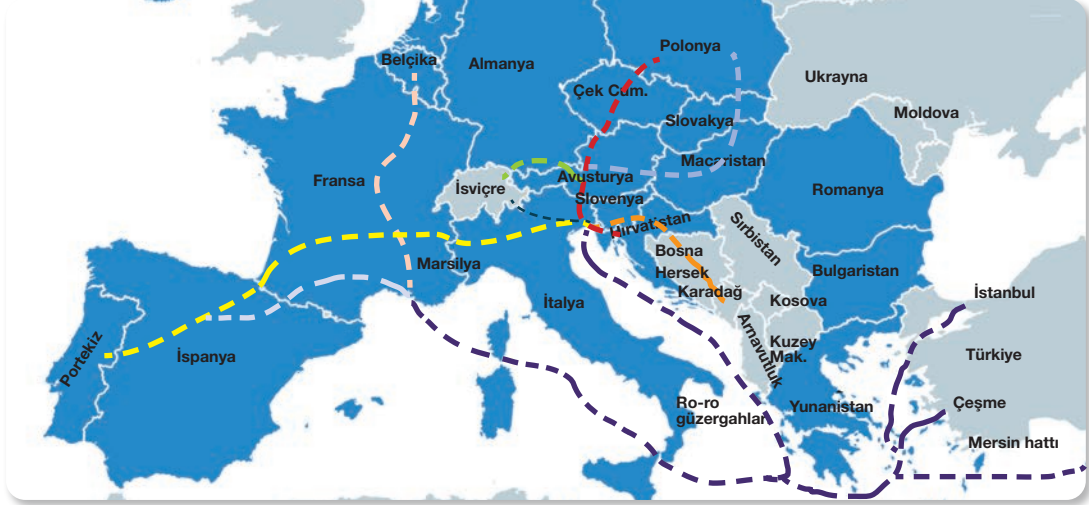 Belçika
Almanya
Polonya
Ukrayna
Çek Cum.
Moldova
Slovakya
Fransa
İsviçre
Avusturya
Macaristan
Romanya
Slovenya
Hırvatistan
Sırbistan
Bosna
Hersek
Marsilya
Karadağ
Bulgaristan
Kosova
İtalya
İstanbul
Arnavutluk
Kuzey
Mak.
Türkiye
Portekiz
İspanya
Ro-ro
güzergahlar
Yunanistan
Çeşme
Mersin hattı